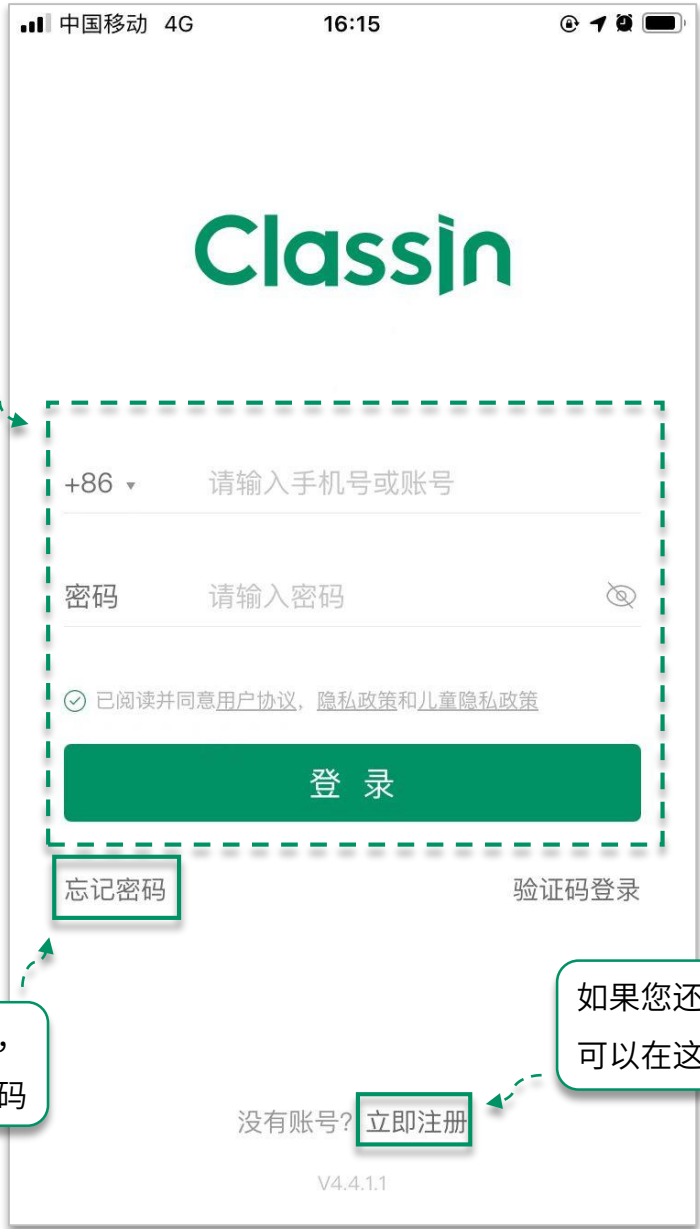 中国移动 4G 16:15
ClassIn
+86 请输入手机号或账号
密码 请输入密码
已阅读并同意用户协议，隐私政策和儿童隐私政策
登 录
忘记密码 验证码登录
如果您还
，
可以在这
码
没有账号? 立即注册
V4.4.1.1